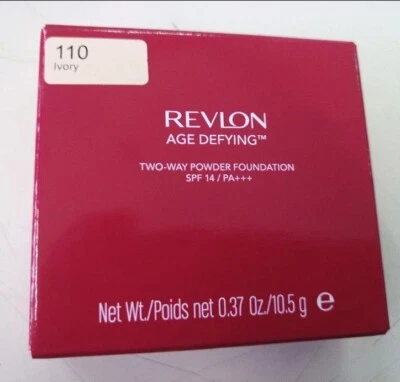 110
Ivory
REVLON
AGE DEFYING™
TWO-WAY POWDER FOUNDATION
SPF 14 / PA+++
Net Wt./Poids net 0.37 Oz./10.5 g ℮